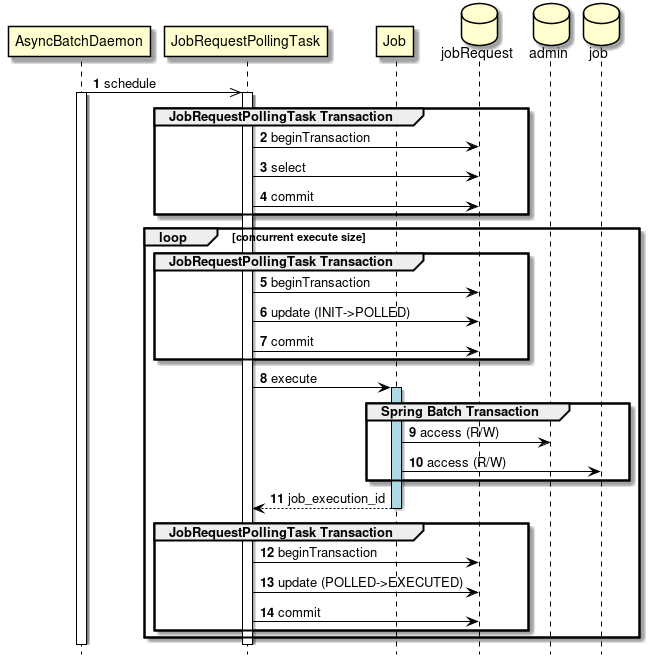 AsyncBatchDaemon
JobRequestPollingTask
Job
jobRequest
admin
job
1 schedule
JobRequestPollingTask Transaction
2 beginTransaction
3 select
4 commit
loop
[concurrent execute size]
JobRequestPollingTask Transaction
5 beginTransaction
6 update (INIT->POLLED)
7 commit
8 execute
Spring Batch Transaction
9 access (R/W)
10 access (R/W)
11 job_execution_id
JobRequestPollingTask Transaction
12 beginTransaction
13 update (POLLED->EXECUTED)
14 commit